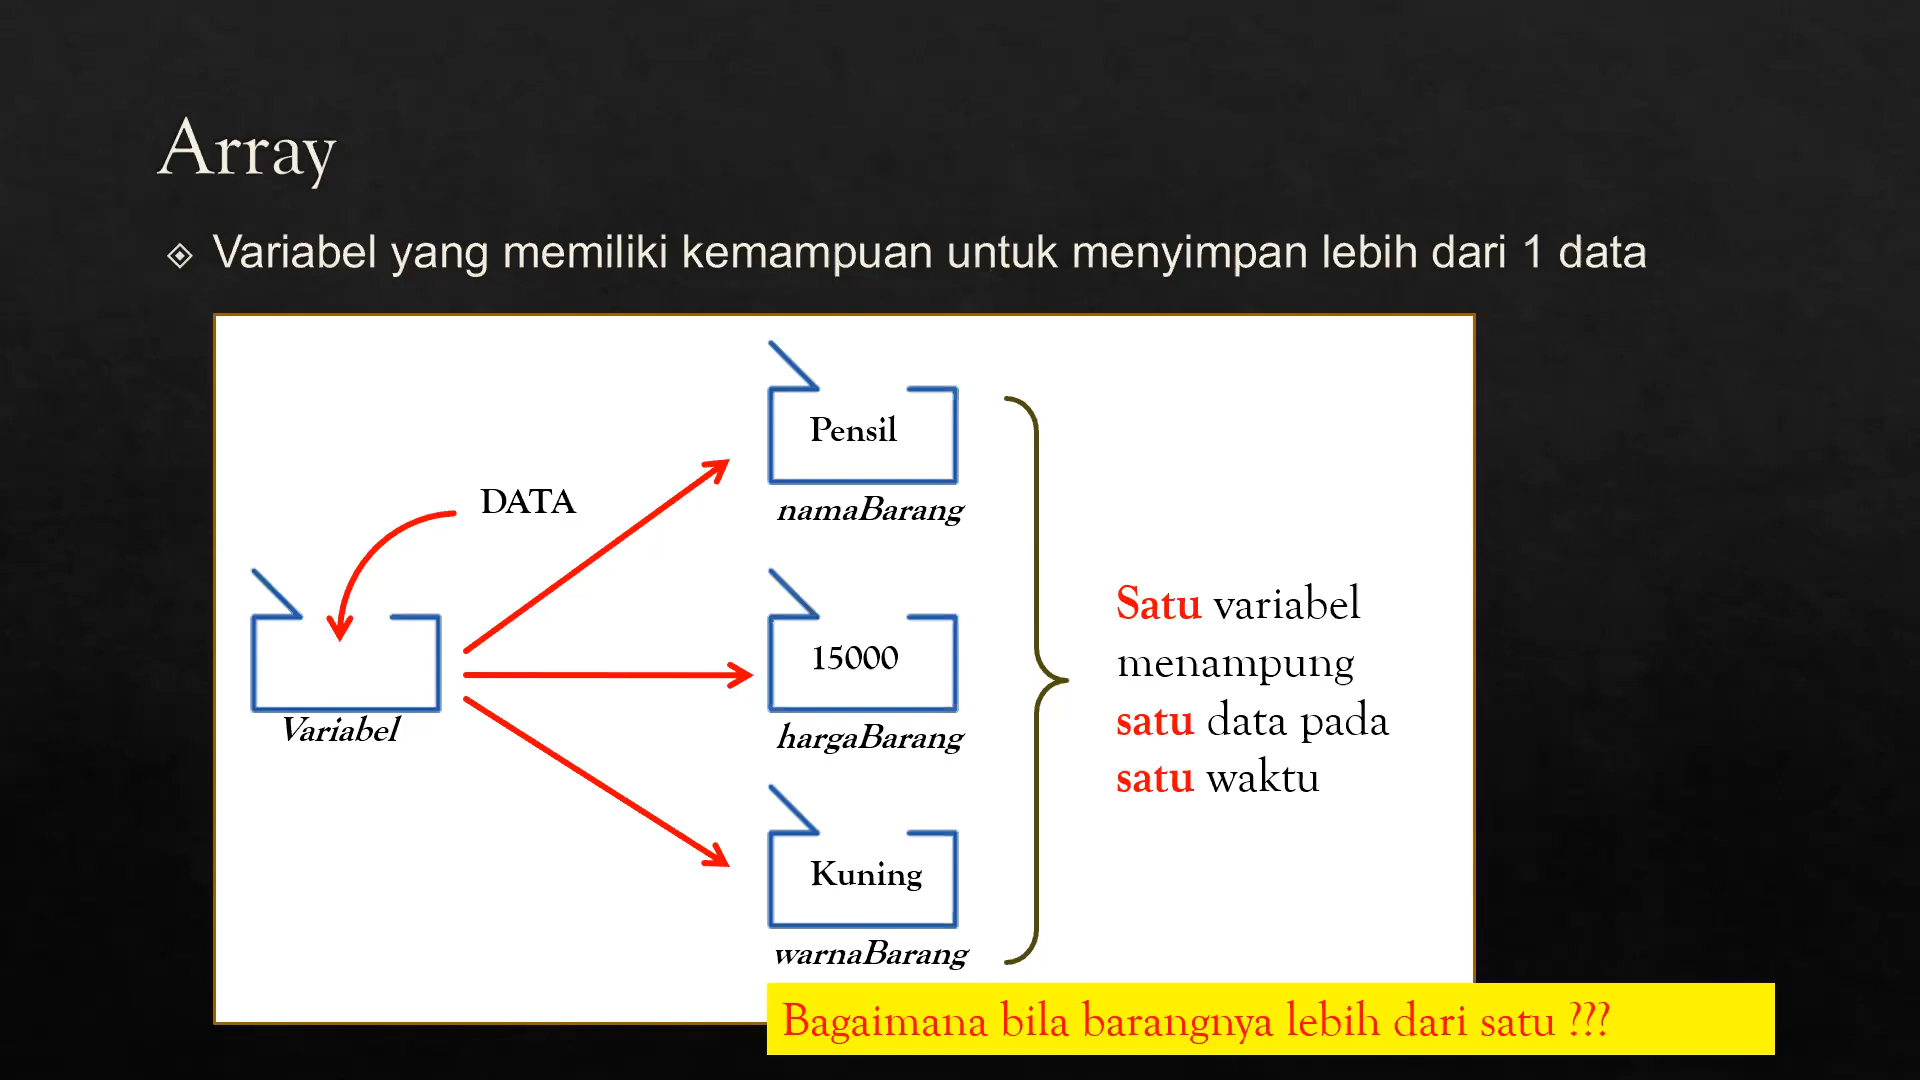 Array
Variabel yang memiliki kemampuan untuk menyimpan lebih dari 1 data
DATA
Variabel
Pensil
namaBarang
15000
hargaBarang
Kuning
warnaBarang
Satu variabel
menampung
satu data pada
satu waktu
Bagaimana bila barangnya lebih dari satu ???